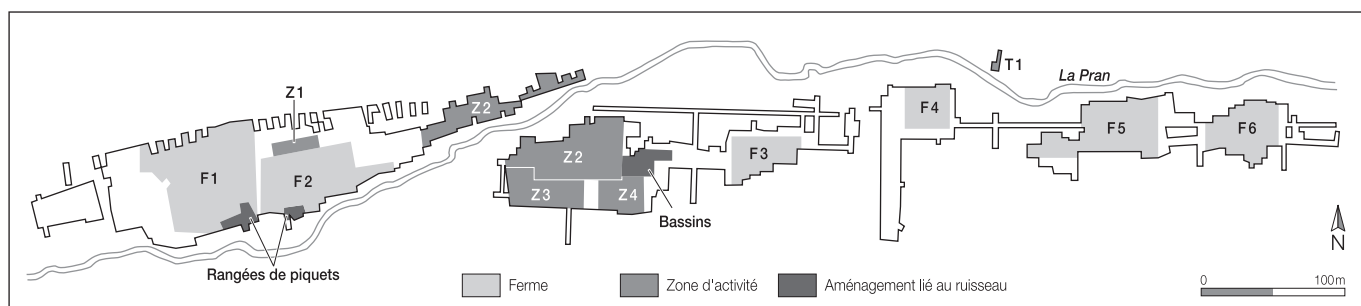 T1
La Pran
Z1
Z2
F4
F5
F6
F1
F2
Z2
F3
Z3
Z4
Bassins
Rangées de piquets
N
Ferme
Zone d'activité
Aménagement lié au ruisseau
0
100m